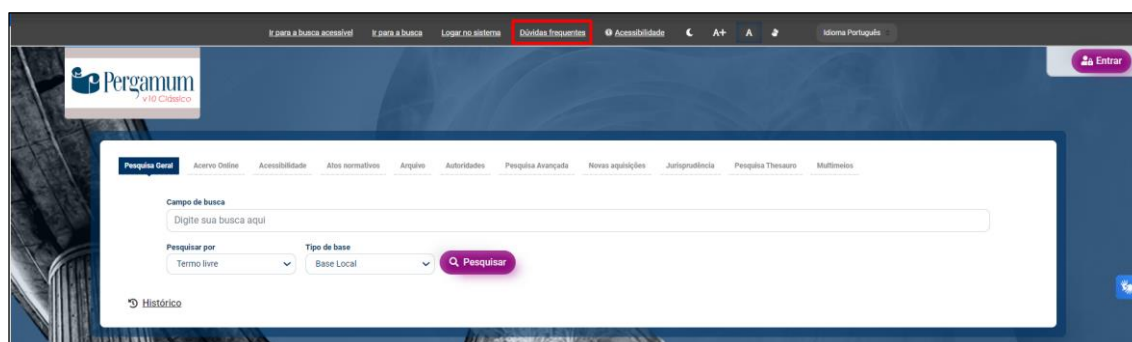 Ir para a busca acessível Ir para a busca Logar no sistema Dúvidas frequentes Acessibilidade A+ A Idioma Português
Entrar
Pergamum
v10 Clássico
Pesquisa Geral Acervo Online Acessibilidade Atos normativos Arquivo Autoridades Pesquisa Avançada Novas aquisições Jurisprudência Pesquisa Thesauro Multimeios
Campo de busca
Digite sua busca aqui
Pesquisar por Tipo de base
Termo livre Base Local Pesquisar
Histórico